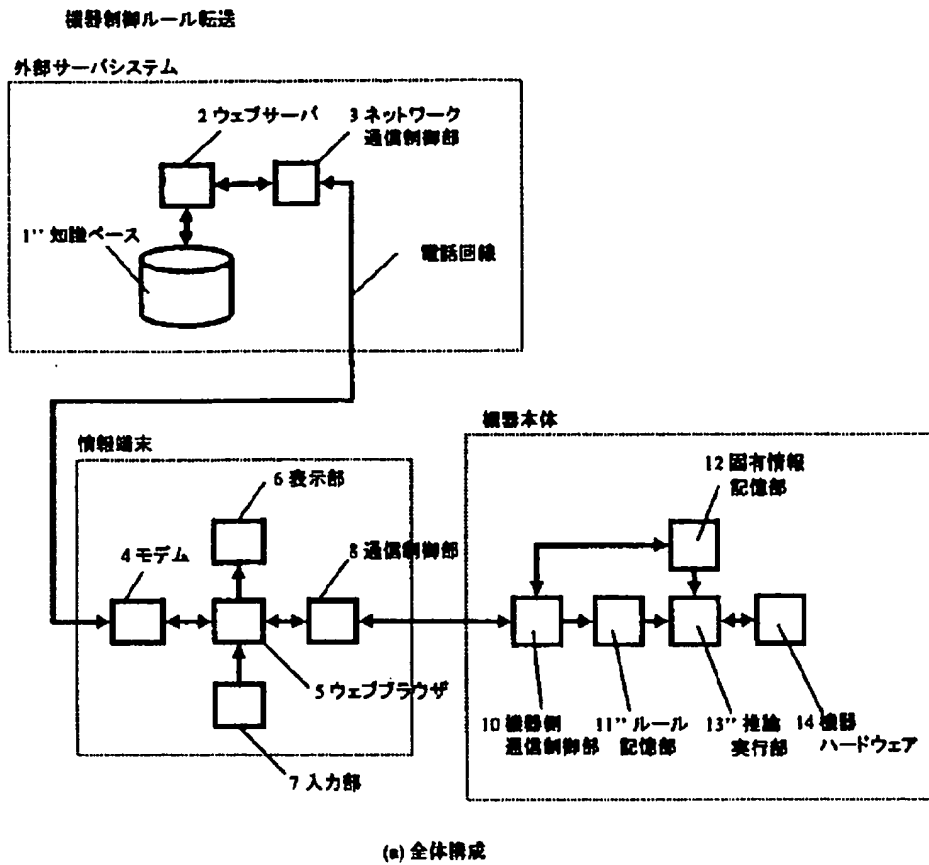 機器制御ルール転送
外部サーバシステム
2 ウェブサーバ
3 ネットワーク
通信制御部
1'' 知識ベース
電話回線
情報端末
機器本体
6 表示部
12 固有情報
記憶部
4 モデム
8 通信制御部
5 ウェブブラウザ
10 機器側
通信制御部
11'' ルール
記憶部
13'' 推論
実行部
14 機器
ハードウェア
7 入力部
(a) 全体構成